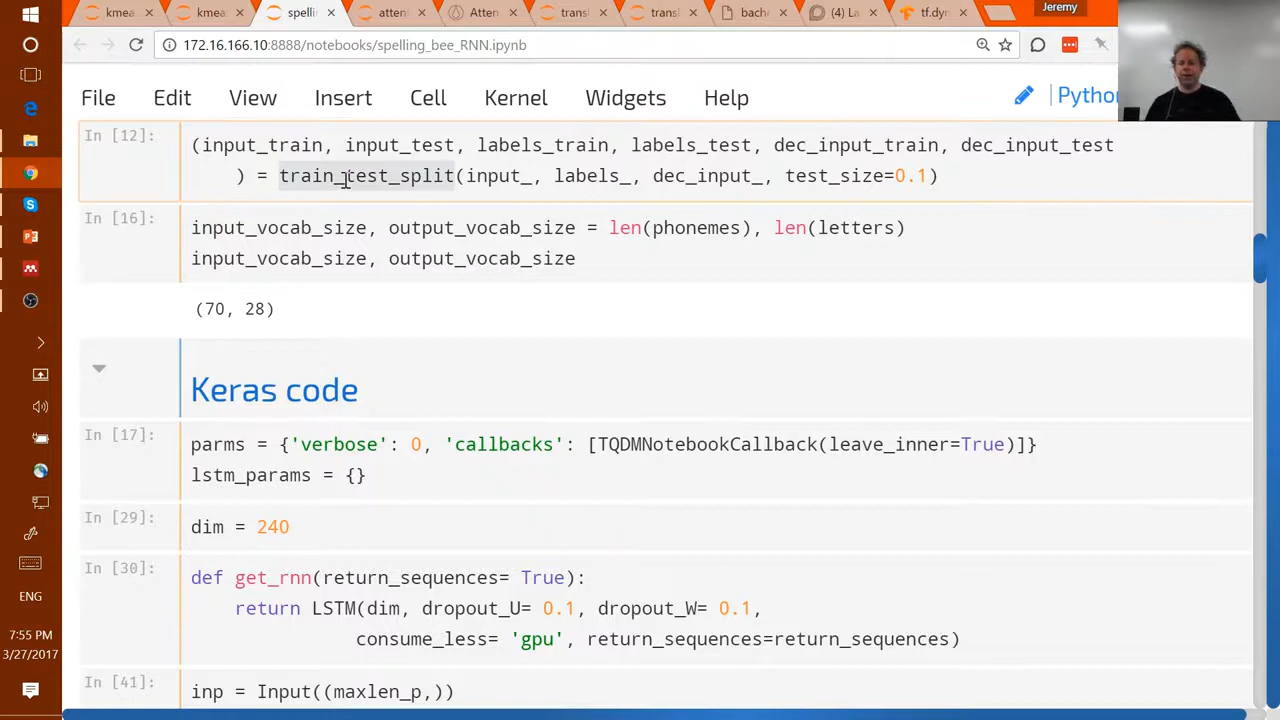 kmea
kmea
spelli
atten
Atten
transl
transl
bach
(4) La
tf.dyn
Jeremy
172.16.166.10:8888/notebooks/spelling_bee_RNN.ipynb
File Edit View Insert Cell Kernel Widgets Help
Pytho
In [12]:
(input_train, input_test, labels_train, labels_test, dec_input_train, dec_input_test
) = train_test_split(input_, labels_, dec_input_, test_size=0.1)
In [16]:
input_vocab_size, output_vocab_size = len(phonemes), len(letters)
input_vocab_size, output_vocab_size
(70, 28)
Keras code
In [17]:
parms = {'verbose': 0, 'callbacks': [TQDMNotebookCallback(leave_inner=True)]}
lstm_params = {}
In [29]:
dim = 240
In [30]:
def get_rnn(return_sequences= True):
return LSTM(dim, dropout_U= 0.1, dropout_W= 0.1,
consume_less= 'gpu', return_sequences=return_sequences)
In [41]:
inp = Input((maxlen_p,))
ENG
7:55 PM
3/27/2017